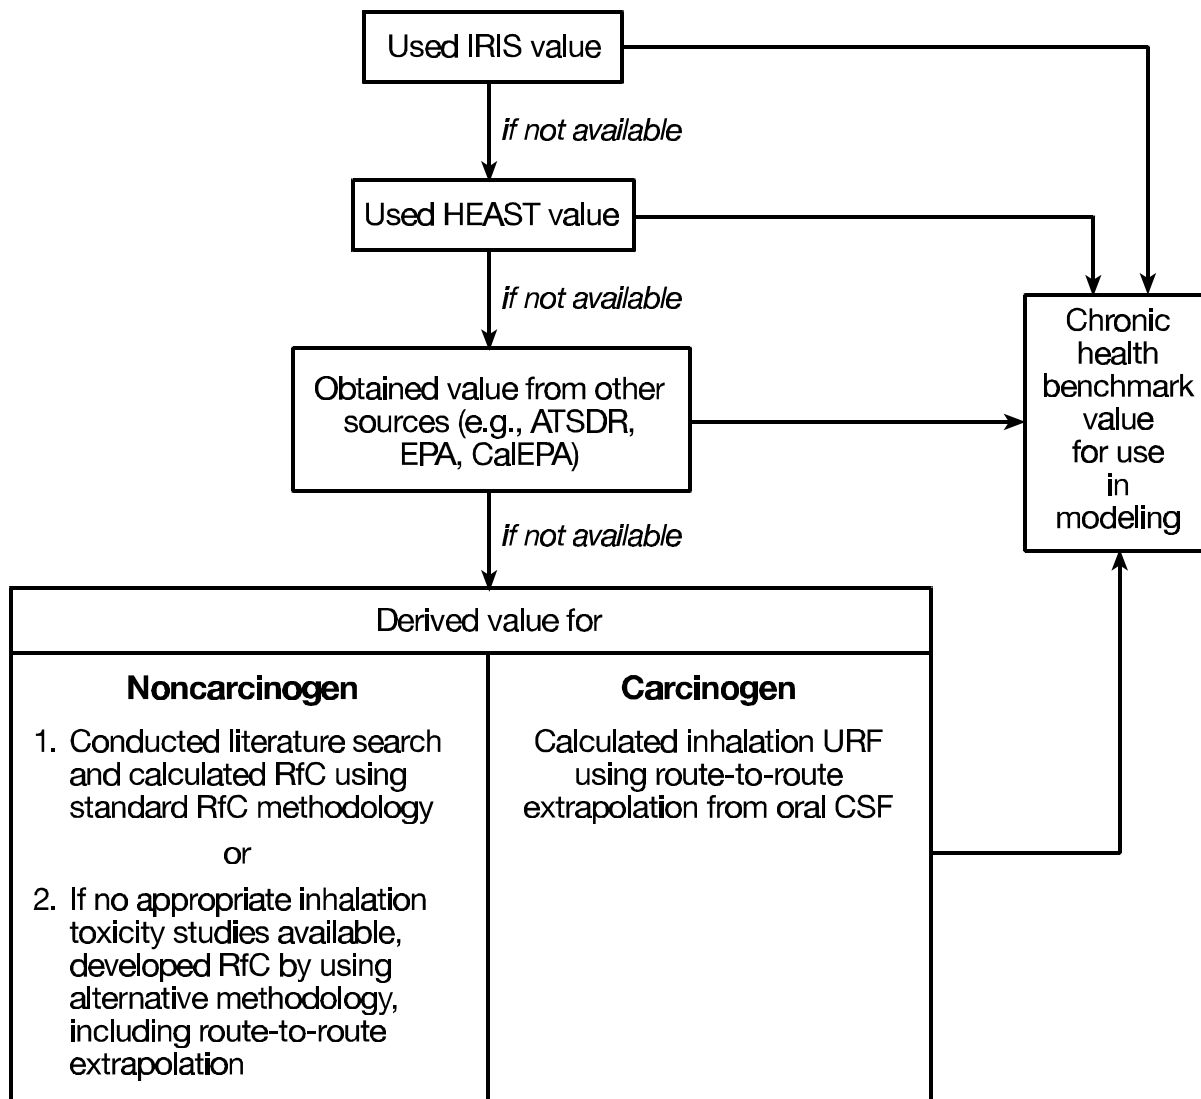 Used IRIS value
if not available
Used HEAST value
if not available
Obtained value from other
sources (e.g., ATSDR,
EPA, CalEPA)
Chronic
health
benchmark
value
for use
in
modeling
if not available
Derived value for
Noncarcinogen
1. Conducted literature search
and calculated RfC using
standard RfC methodology
or
2. If no appropriate inhalation
toxicity studies available,
developed RfC by using
alternative methodology,
including route-to-route
extrapolation
Carcinogen
Calculated inhalation URF
using route-to-route
extrapolation from oral CSF